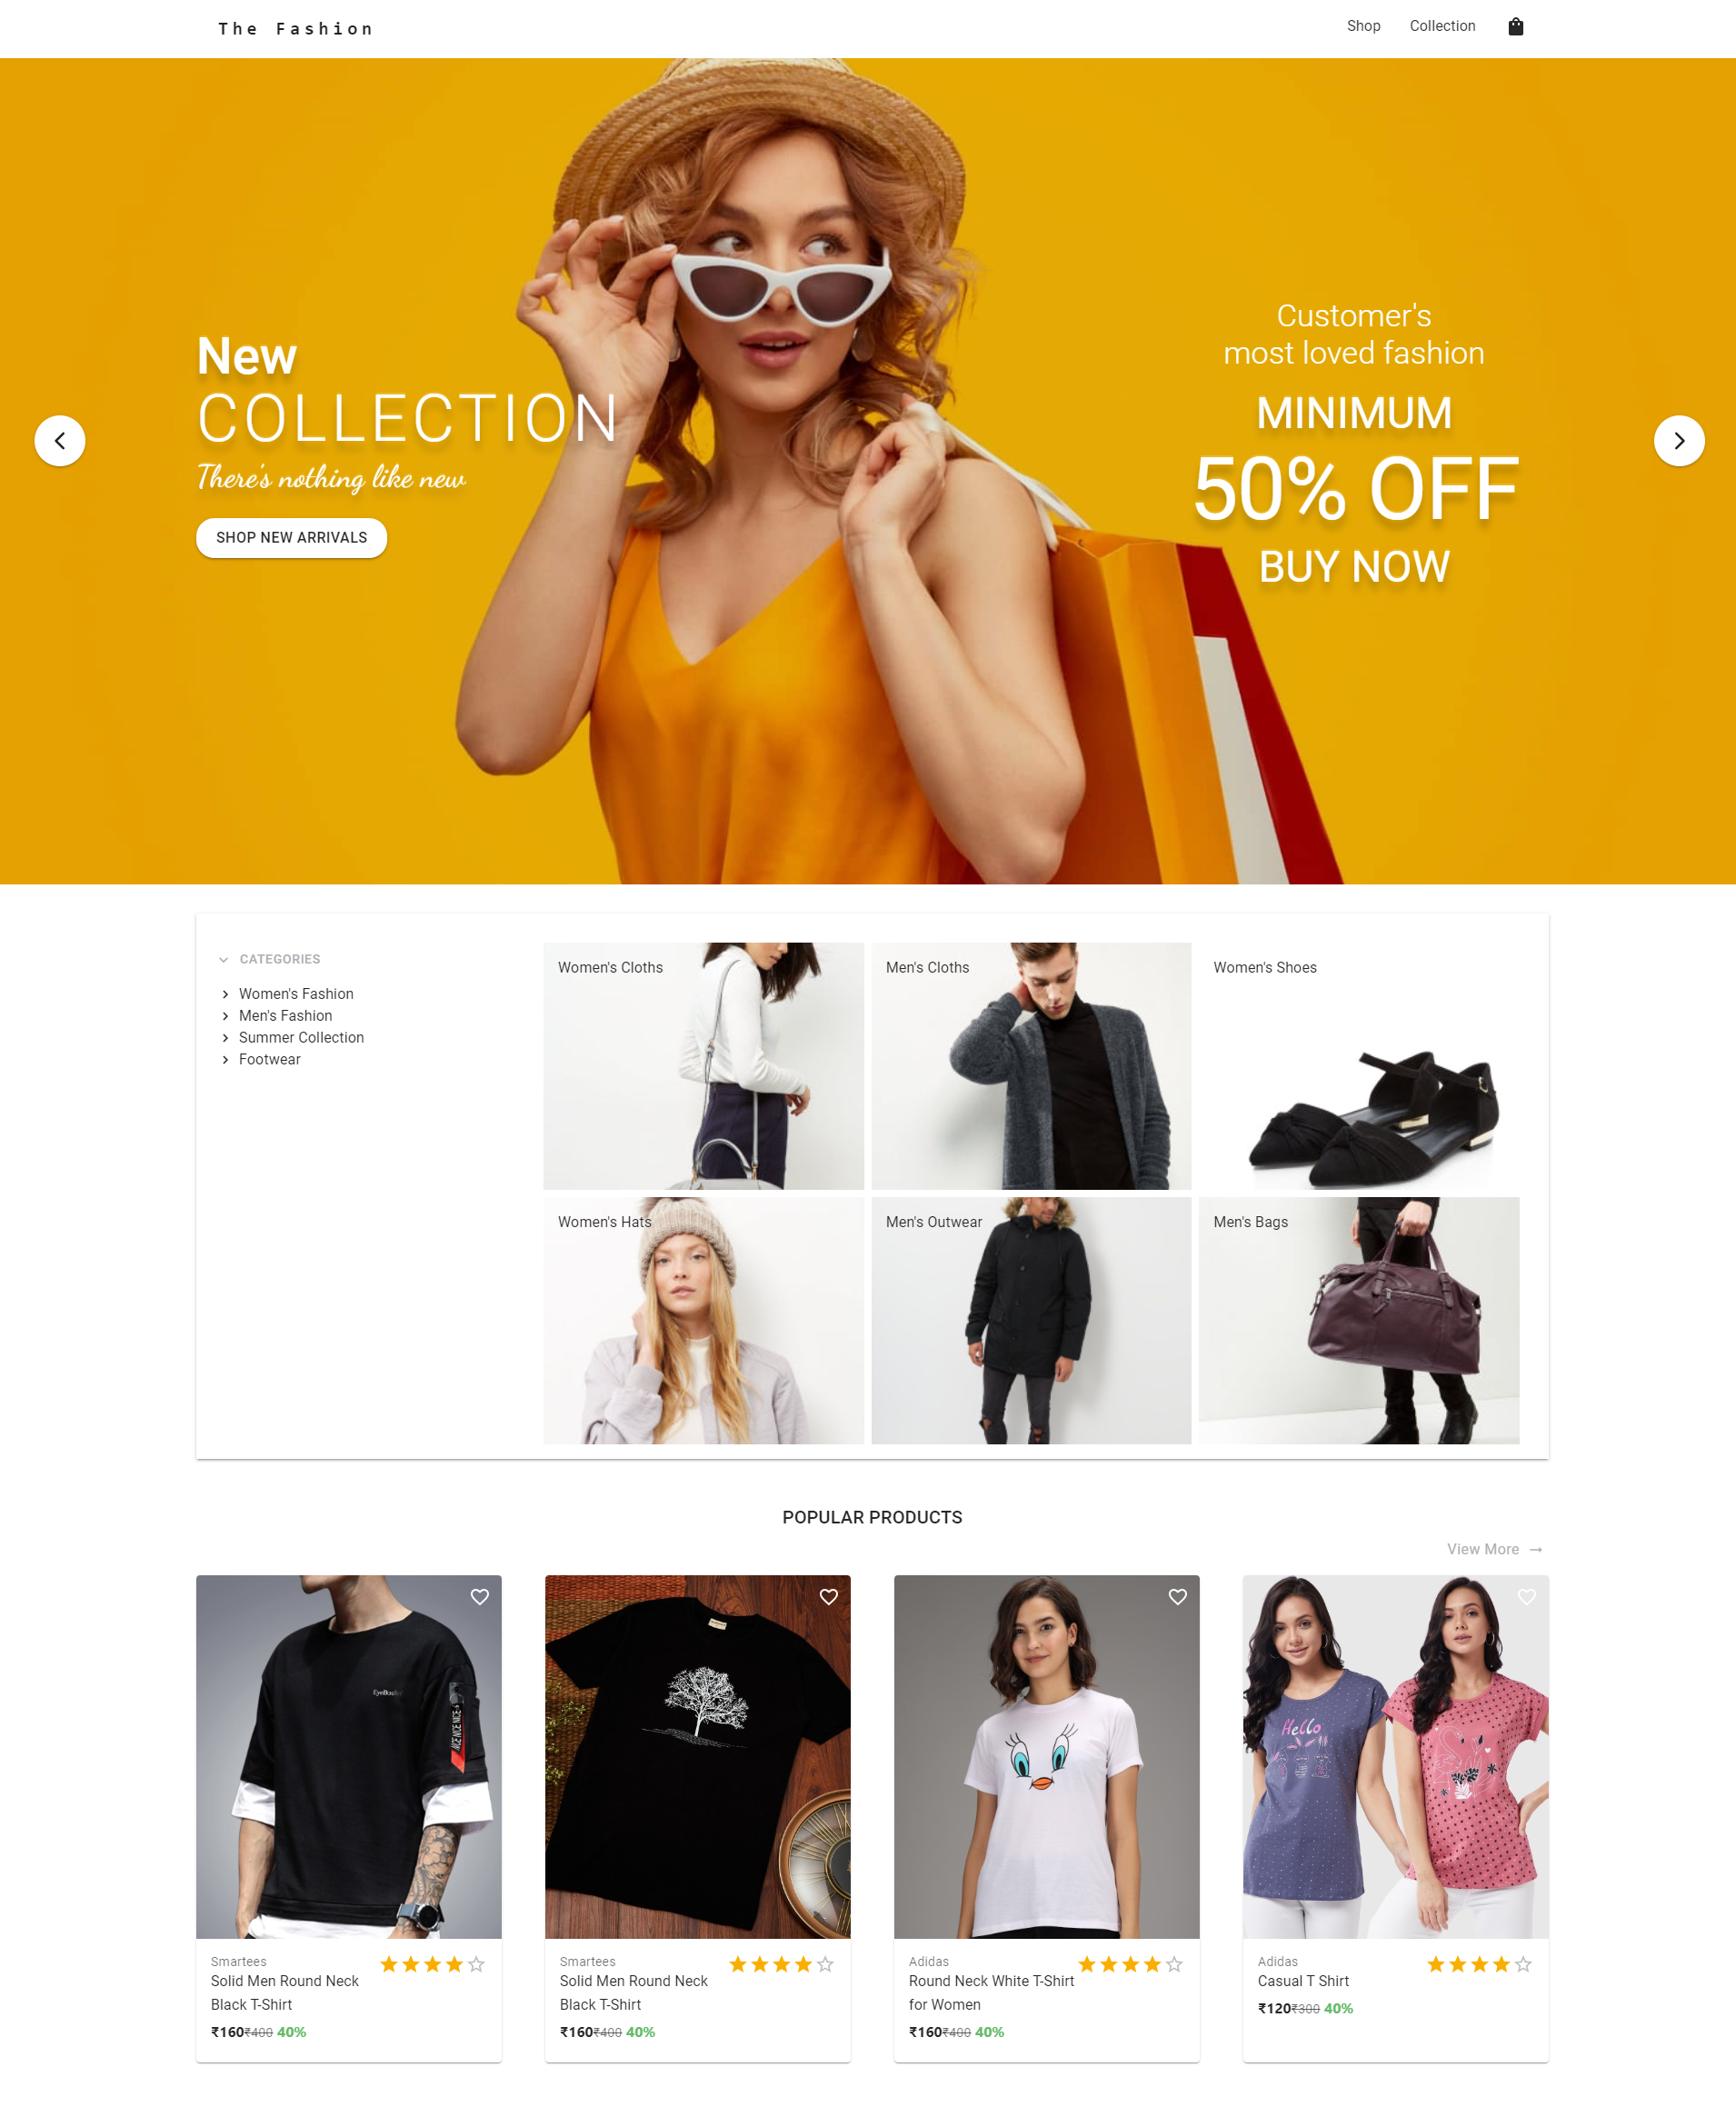 The Fashion
Shop
Collection
New
COLLECTION
There's nothing like new
SHOP NEW ARRIVALS
Customer's
most loved fashion
MINIMUM
50% OFF
BUY NOW
CATEGORIES
Women's Fashion
Men's Fashion
Summer Collection
Footwear
Women's Cloths
Men's Cloths
Women's Shoes
Women's Hats
Men's Outwear
Men's Bags
POPULAR PRODUCTS
View More →
NICE NICE
Hello
Smartees
Solid Men Round Neck
Black T-Shirt
₹160₹400 40%
Smartees
Solid Men Round Neck
Black T-Shirt
₹160₹400 40%
Adidas
Round Neck White T-Shirt
for Women
₹160₹400 40%
Adidas
Casual T Shirt
₹120₹300 40%